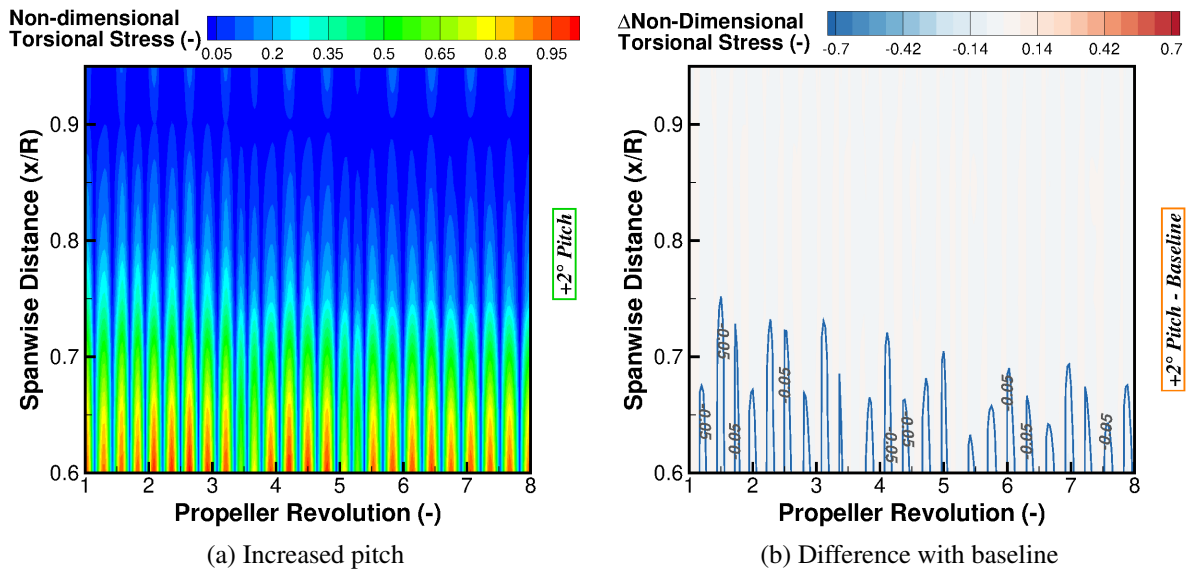 Non-dimensional
Torsional Stress (-)
0.05 0.2 0.35 0.5 0.65 0.8 0.95
Spanwise Distance (x/R)
0.9
0.8
0.7
0.6
1 2 3 4 5 6 7 8
Propeller Revolution (-)
+2° Pitch
(a) Increased pitch
ΔNon-Dimensional
Torsional Stress (-)
-0.7 -0.42 -0.14 0.14 0.42 0.7
Spanwise Distance (x/R)
0.9
0.8
0.7
0.6
-0.05
-0.05
-0.05
-0.05
-0.05
-0.05
-0.05
-0.05
-0.05
1 2 3 4 5 6 7 8
Propeller Revolution (-)
+2° Pitch - Baseline
(b) Difference with baseline